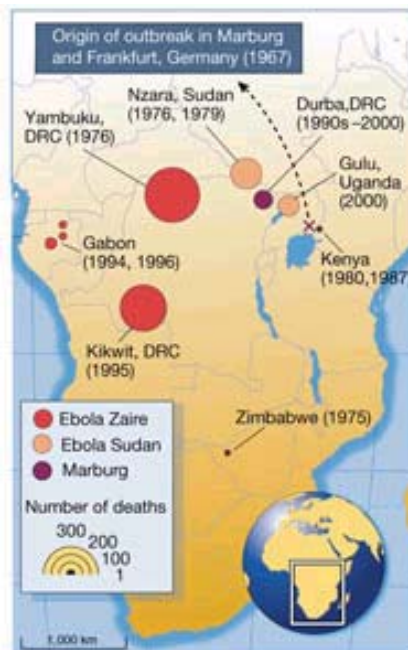 Origin of outbreak in Marburg
and Frankfurt, Germany (1967)
Nzara, Sudan
(1976, 1979)
Durba,DRC
(1990s–2000)
Yambuku,
DRC (1976)
Gulu,
Uganda
(2000)
Gabon
(1994, 1996)
Kenya
(1980,1987)
Kikwit, DRC
(1995)
Zimbabwe (1975)
Ebola Zaire
Ebola Sudan
Marburg
Number of deaths
300
200
100
1
1,000 km